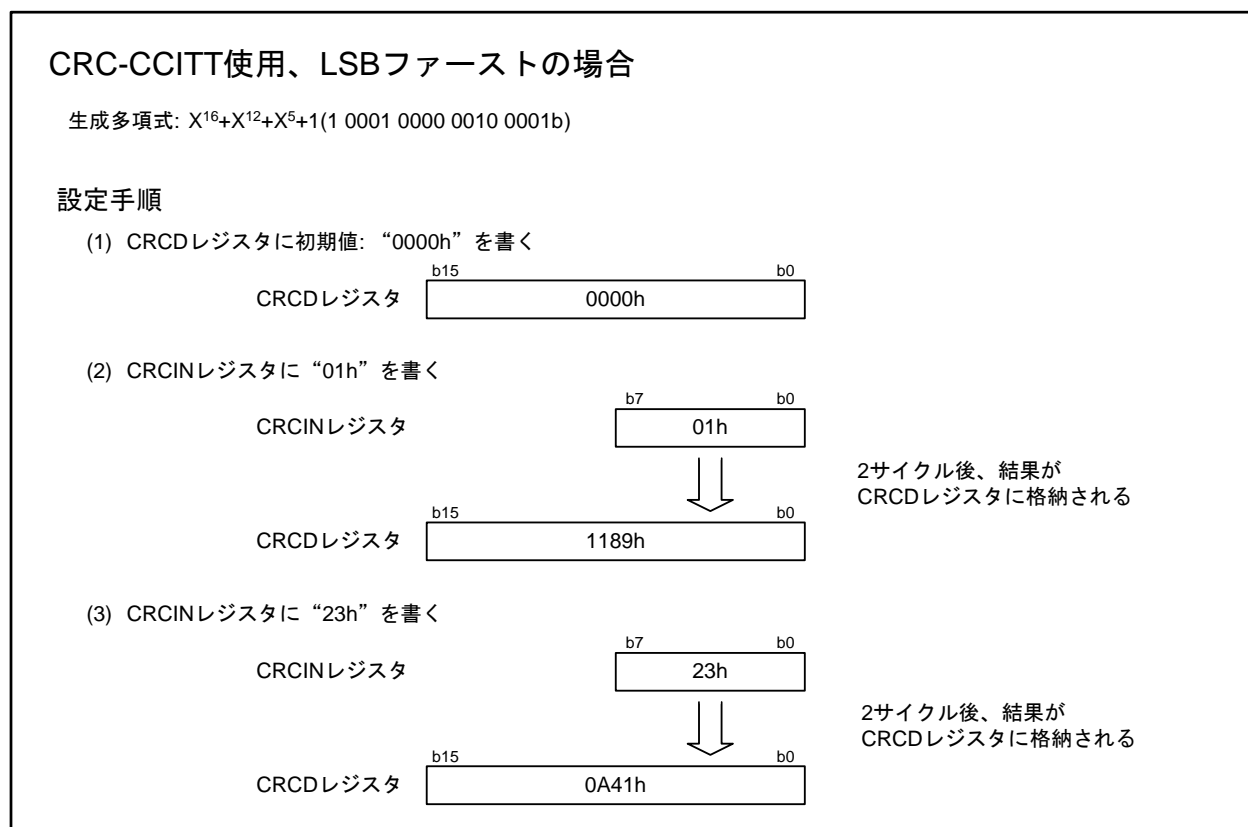 CRC-CCITT使用、LSBファーストの場合
生成多項式: X¹⁶+X¹²+X⁵+1(1 0001 0000 0010 0001b)
設定手順
(1) CRCDレジスタに初期値: “0000h”を書く
b15 b0
CRCDレジスタ 0000h
(2) CRCINレジスタに“01h”を書く
b7 b0
CRCINレジスタ 01h
2サイクル後、結果が
CRCDレジスタに格納される
b15 b0
CRCDレジスタ 1189h
(3) CRCINレジスタに“23h”を書く
b7 b0
CRCINレジスタ 23h
2サイクル後、結果が
CRCDレジスタに格納される
b15 b0
CRCDレジスタ 0A41h